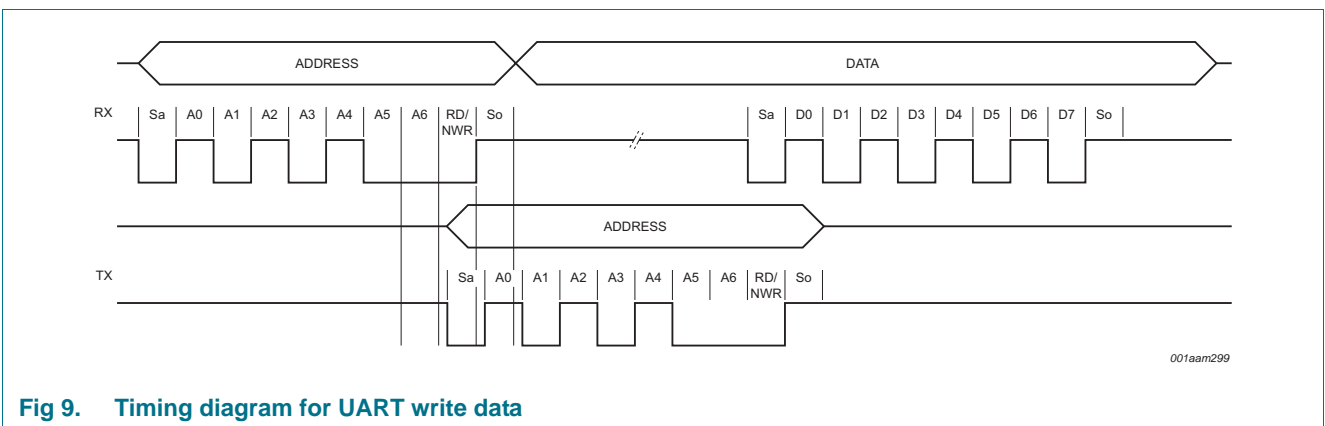 ADDRESS DATA
RX Sa A0 A1 A2 A3 A4 A5 A6 RD/ So Sa D0 D1 D2 D3 D4 D5 D6 D7 So
NWR
ADDRESS
TX Sa A0 A1 A2 A3 A4 A5 A6 RD/ So
NWR
001aam299
Fig 9. Timing diagram for UART write data